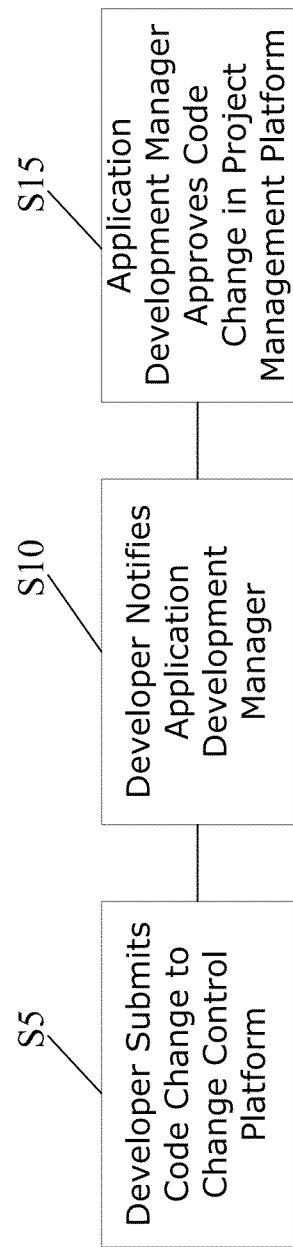 S5
Developer Submits
Code Change to
Change Control
Platform
S10
Developer Notifies
Application
Development
Manager
S15
Application
Development Manager
Approves Code
Change in Project
Management Platform